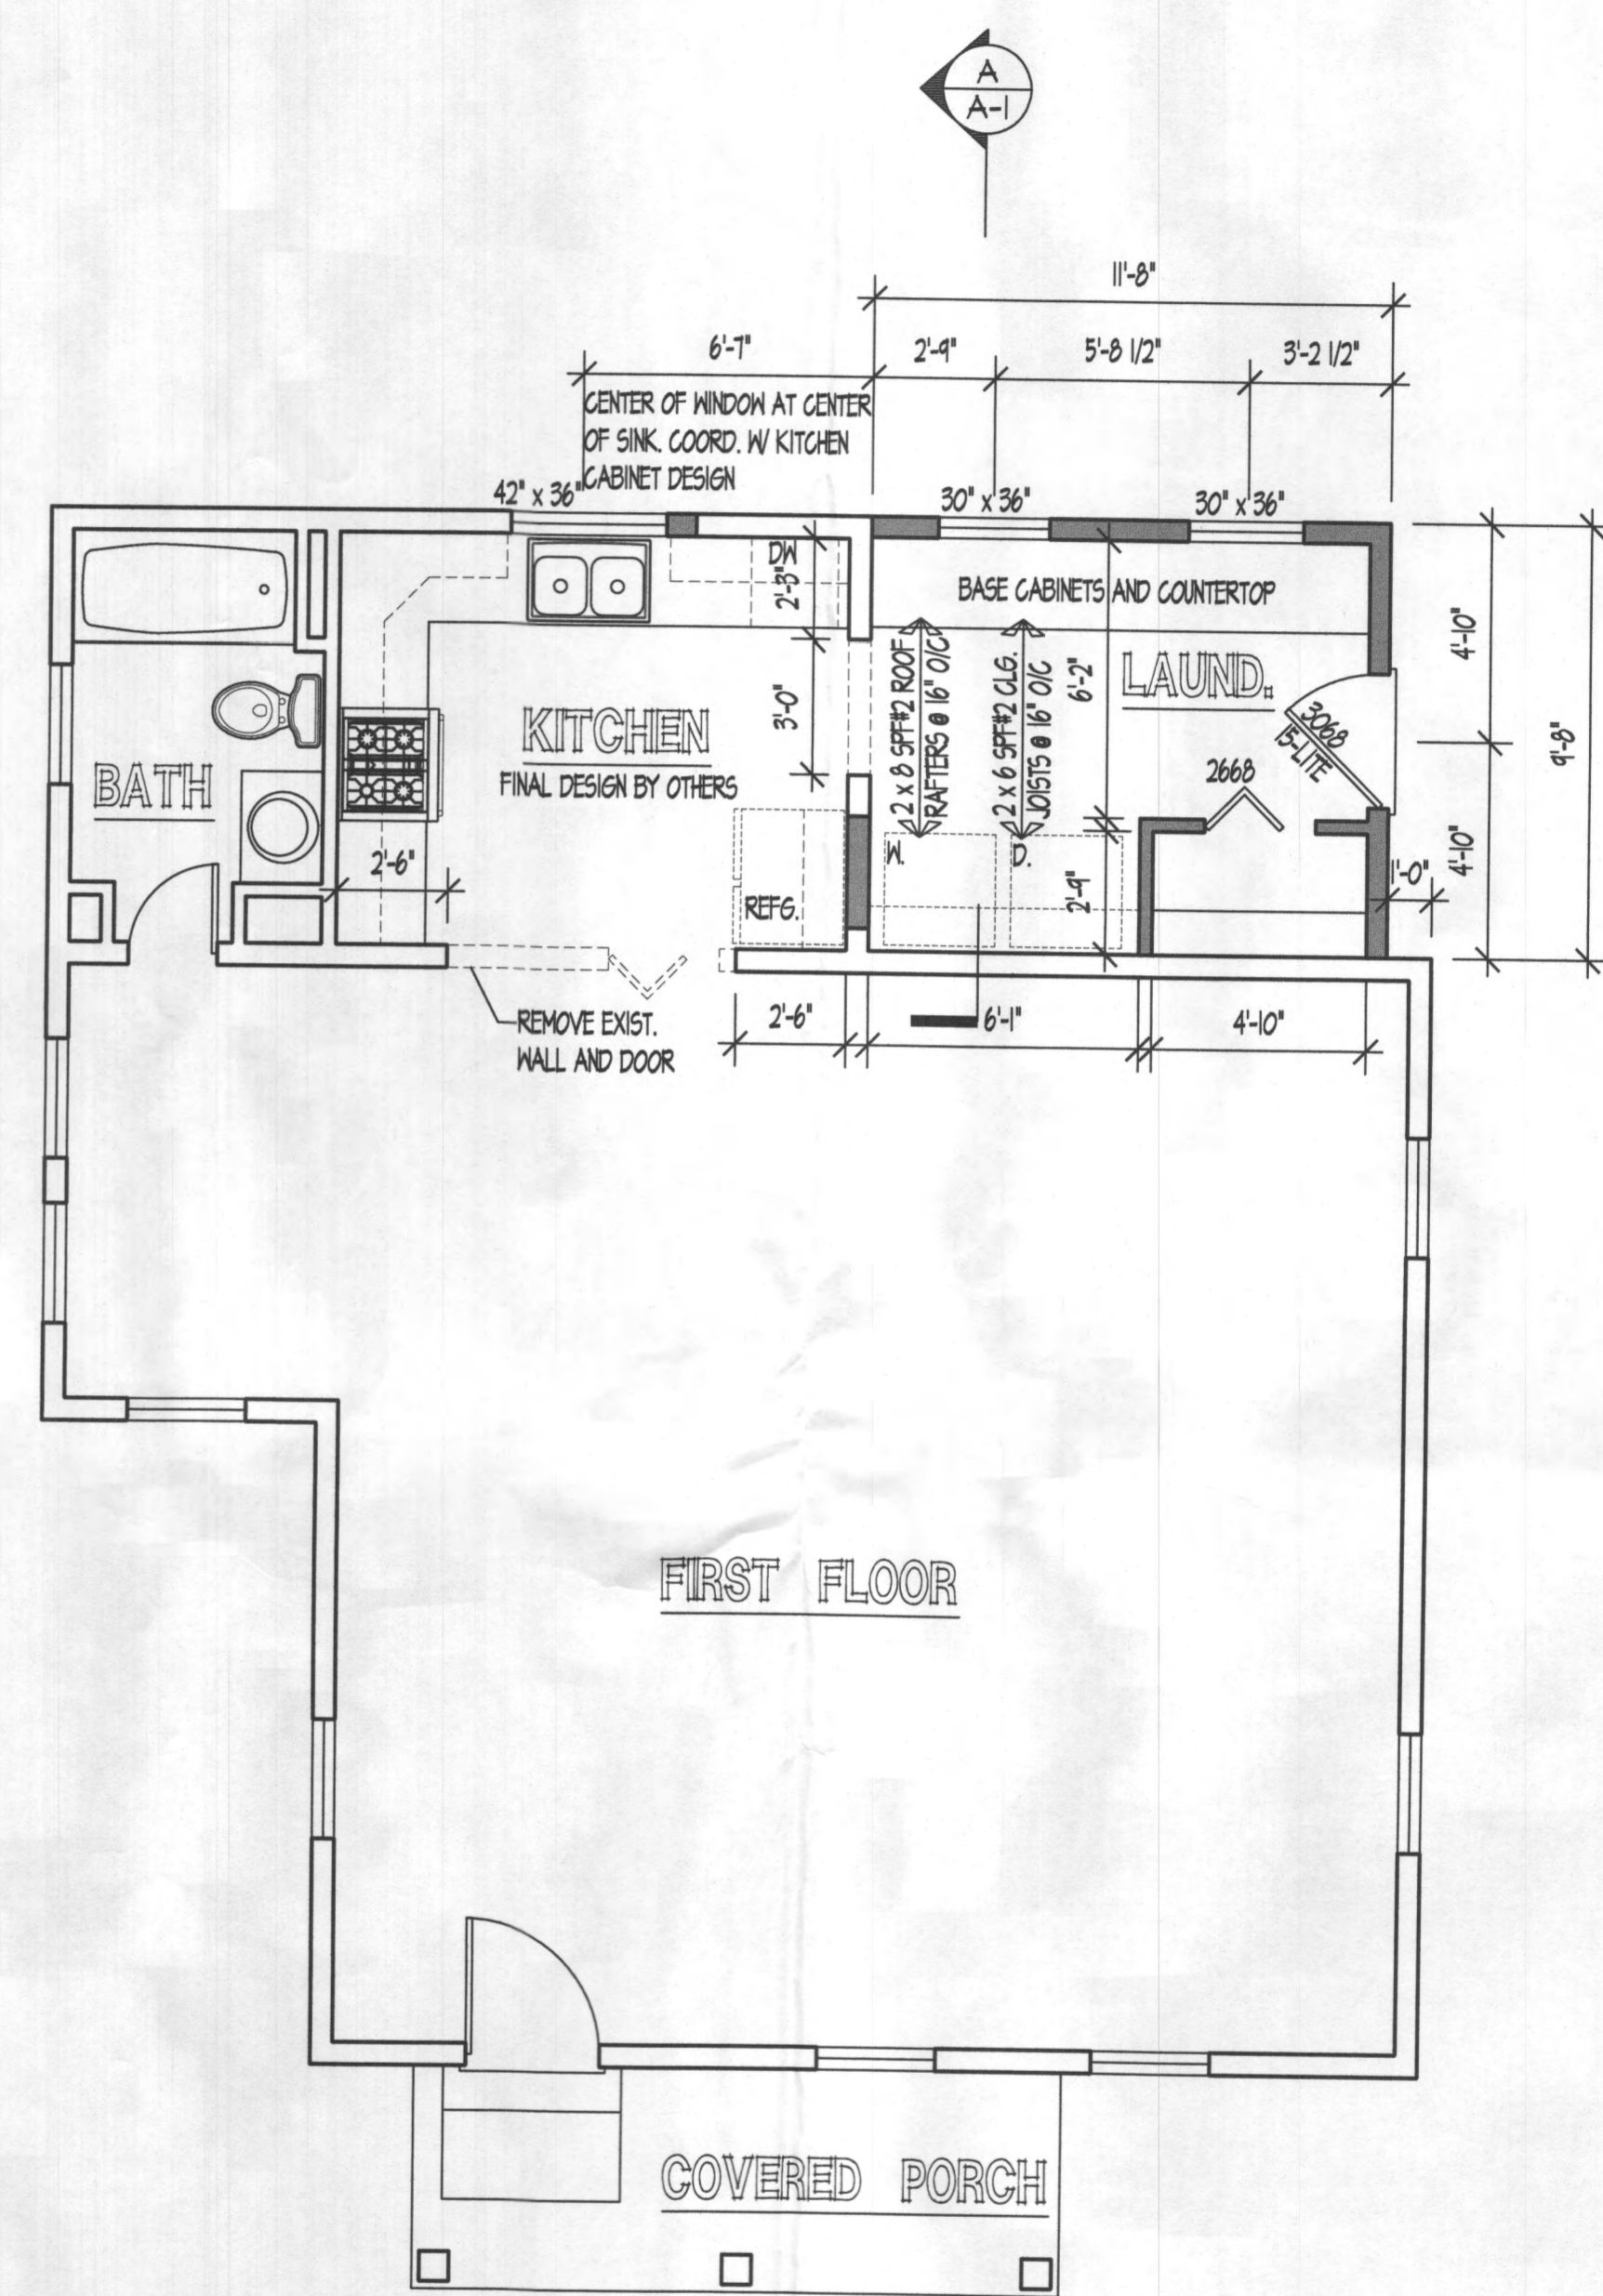 A
A-1
11'-8"
6'-7"
2'-9"
5'-8 1/2"
3'-2 1/2"
CENTER OF WINDOW AT CENTER
OF SINK. COORD. W/ KITCHEN
CABINET DESIGN
42" x 36"
30" x 36"
30" x 36"
DW
2'-3"
BASE CABINETS AND COUNTERTOP
4'-10"
9'-8"
2 x 8 SPF#2 ROOF
RAFTERS @ 16" O/C
2 x 6 SPF#2 CLG.
JOISTS @ 16" O/C
6'-2"
LAUND.
3'-0"
KITCHEN
FINAL DESIGN BY OTHERS
3068
15-LITE
2668
BATH
2'-6"
W.
D.
2'-9"
1'-0"
4'-10"
REFG.
REMOVE EXIST.
WALL AND DOOR
2'-6"
6'-1"
4'-10"
FIRST FLOOR
COVERED PORCH